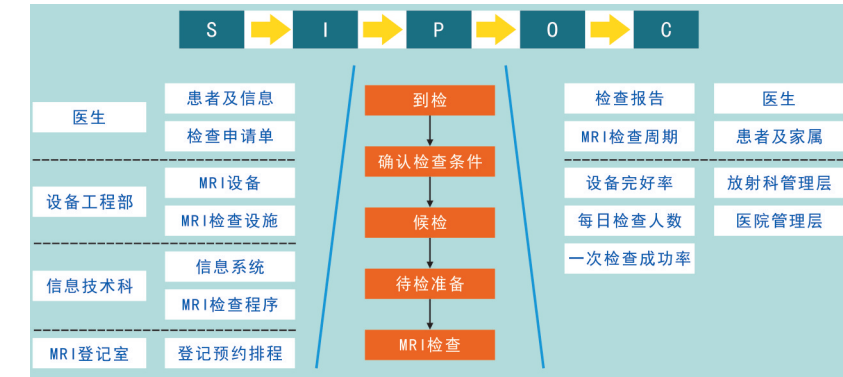 S I P O C
医生
患者及信息
检查申请单
设备工程部
MRI设备
MRI检查设施
信息技术科
信息系统
MRI检查程序
MRI登记室
登记预约排程
到检
确认检查条件
候检
待检准备
MRI检查
检查报告
医生
MRI检查周期
患者及家属
设备完好率
放射科管理层
每日检查人数
医院管理层
一次检查成功率